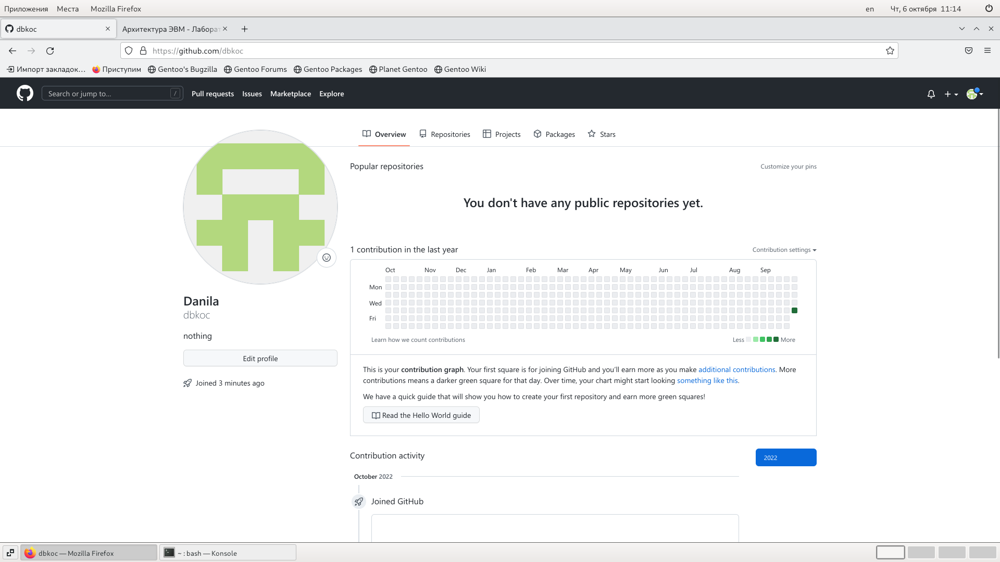 Приложения Места Mozilla Firefox en Чт, 6 октября 11:14
dbkoc Архитектура ЭВМ - Лаборат
https://github.com/dbkoc
Импорт закладок… Приступим Gentoo's Bugzilla Gentoo Forums Gentoo Packages Planet Gentoo Gentoo Wiki
Search or jump to… / Pull requests Issues Marketplace Explore
Overview Repositories Projects Packages Stars
Popular repositories Customize your pins
You don't have any public repositories yet.
1 contribution in the last year Contribution settings
Oct Nov Dec Jan Feb Mar Apr May Jun Jul Aug Sep
Mon
Wed
Fri
Learn how we count contributions Less More
Danila
dbkoc
nothing
Edit profile
Joined 3 minutes ago
This is your contribution graph. Your first square is for joining GitHub and you’ll earn more as you make additional contributions. More
contributions means a darker green square for that day. Over time, your chart might start looking something like this.
We have a quick guide that will show you how to create your first repository and earn more green squares!
Read the Hello World guide
Contribution activity 2022
October 2022
Joined GitHub
dbkoc — Mozilla Firefox ~ : bash — Konsole